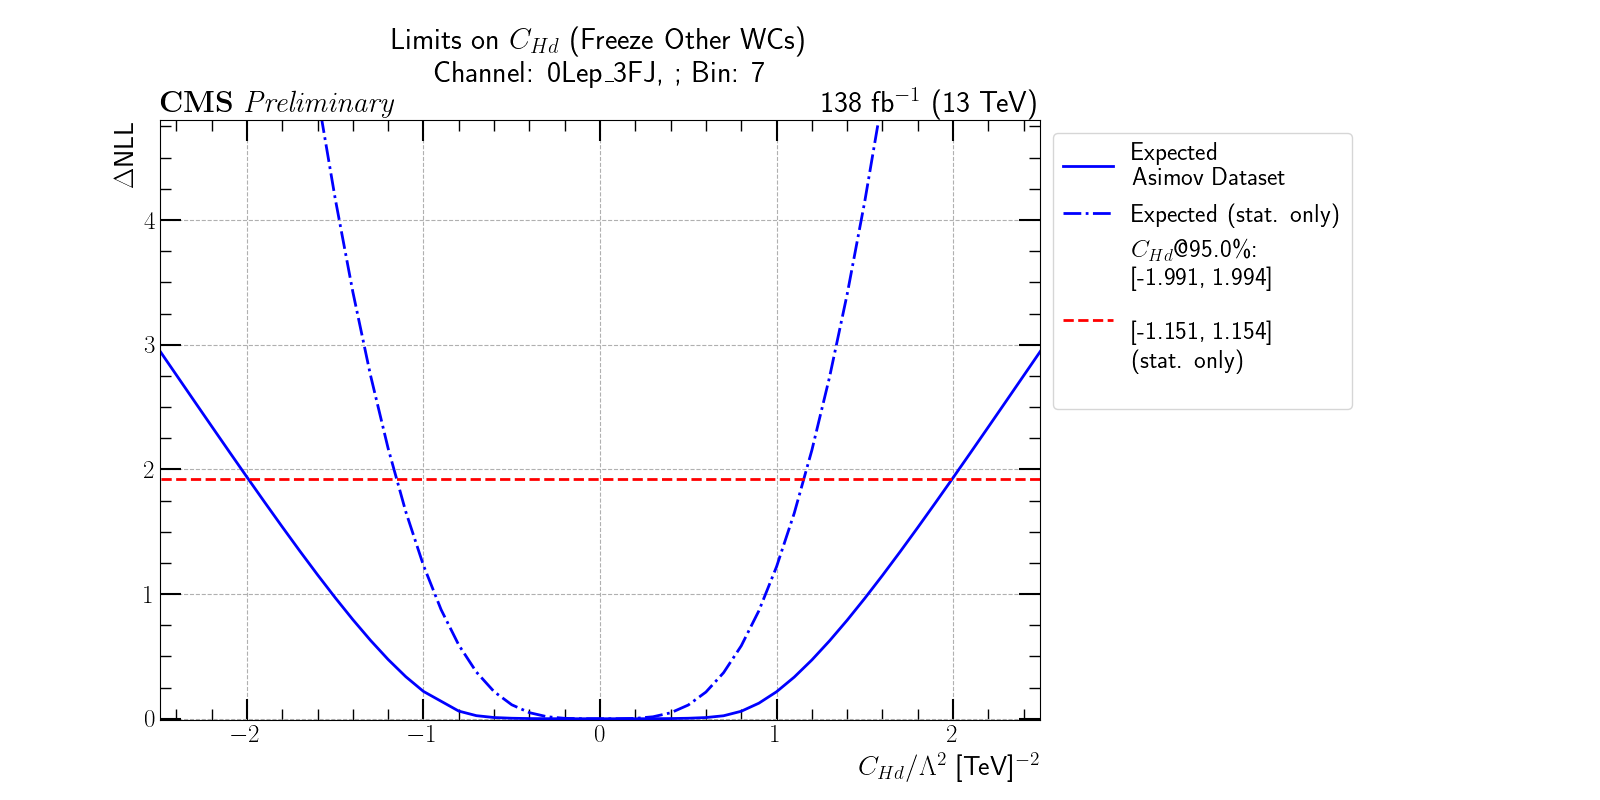 Limits on C_{Hd} (Freeze Other WCs)
Channel: 0Lep_3FJ, ; Bin: 7
CMS Preliminary
138 fb^{−1} (13 TeV)
ΔNLL
4
3
2
1
0
−2
−1
0
1
2
C_{Hd}/Λ^{2} [TeV]^{−2}
Expected
Asimov Dataset
Expected (stat. only)
C_{Hd}@95.0%:
[-1.991, 1.994]
[-1.151, 1.154]
(stat. only)